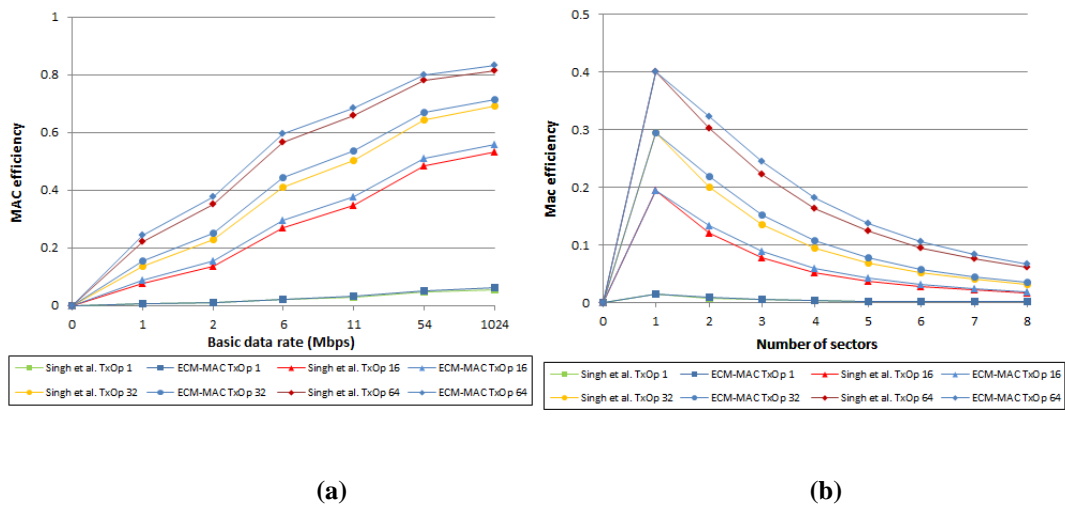 1
0.8
0.6
0.4
0.2
0
MAC efficiency
0 1 2 6 11 54 1024
Basic data rate (Mbps)
Singh et al. TxOp 1 ECM-MAC TxOp 1 Singh et al. TxOp 16 ECM-MAC TxOp 16
Singh et al. TxOp 32 ECM-MAC TxOp 32 Singh et al. TxOp 64 ECM-MAC TxOp 64
(a)
0.5
0.4
0.3
0.2
0.1
0
Mac efficiency
0 1 2 3 4 5 6 7 8
Number of sectors
Singh et al. TxOp 1 ECM-MAC TxOp 1 Singh et al. TxOp 16 ECM-MAC TxOp 16
Singh et al. TxOp 32 ECM-MAC TxOp 32 Singh et al. TxOp 64 ECM-MAC TxOp 64
(b)